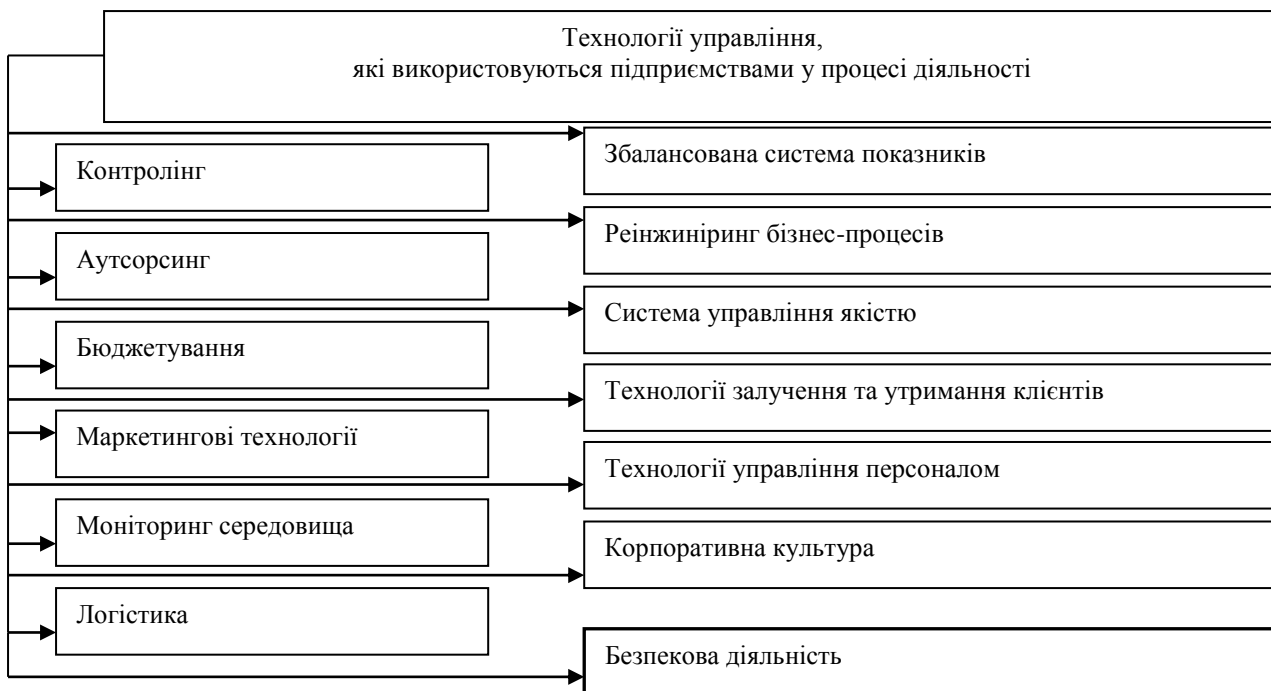 Технології управління,
які використовуються підприємствами у процесі діяльності
Збалансована система показників
Контролінг
Реінжиніринг бізнес-процесів
Аутсорсинг
Система управління якістю
Бюджетування
Технології залучення та утримання клієнтів
Маркетингові технології
Технології управління персоналом
Моніторинг середовища
Корпоративна культура
Логістика
Безпекова діяльність